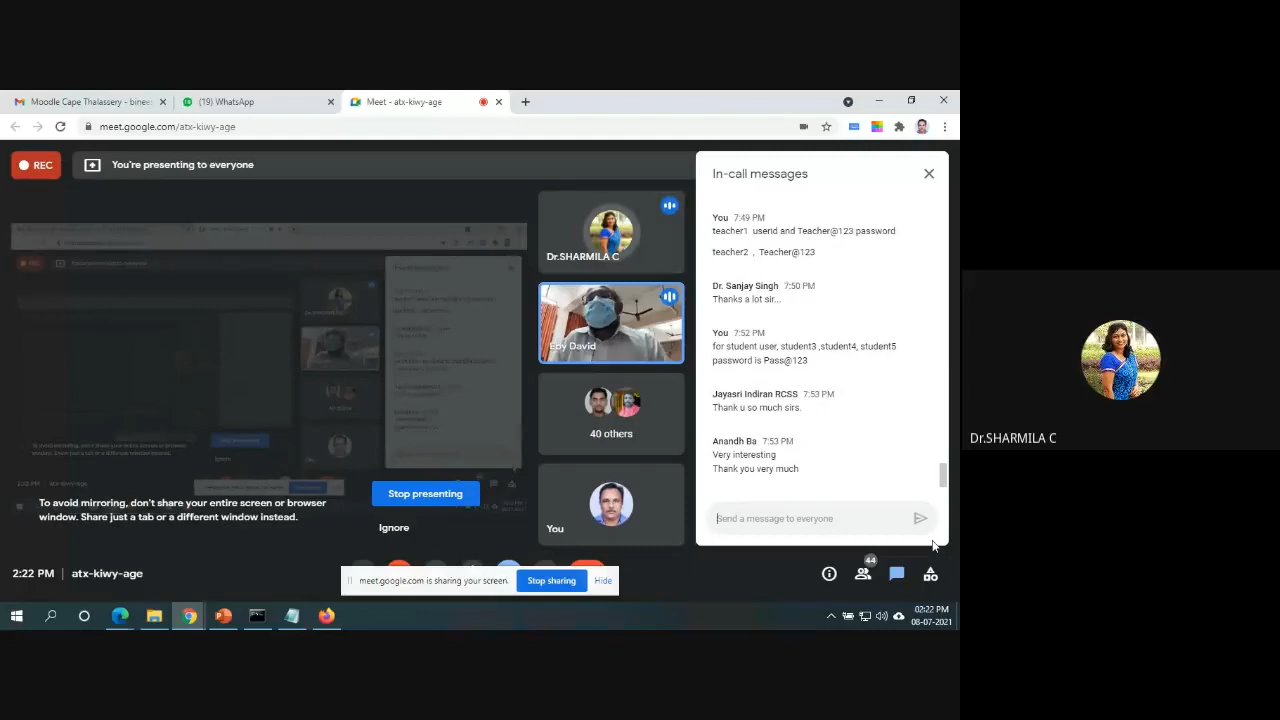 Moodle Cape Thalassery - binee
(19) WhatsApp
Meet - atx-kiwy-age
meet.google.com/atx-kiwy-age
REC
You're presenting to everyone
In-call messages
You 7:49 PM
teacher1 userid and Teacher@123 password
teacher2 , Teacher@123
Dr. Sanjay Singh 7:50 PM
Thanks a lot sir...
You 7:52 PM
for student user, student3 ,student4, student5
password is Pass@123
Jayasri Indiran RCSS 7:53 PM
Thank u so much sirs.
Anandh Ba 7:53 PM
Very interesting
Thank you very much
Send a message to everyone
Dr.SHARMILA C
Eby David
40 others
You
Stop presenting
To avoid mirroring, don't share your entire screen or browser
window. Share just a tab or a different window instead.
Ignore
2:22 PM | atx-kiwy-age
meet.google.com is sharing your screen.
Stop sharing
Hide
44
02:22 PM
08-07-2021
Dr.SHARMILA C